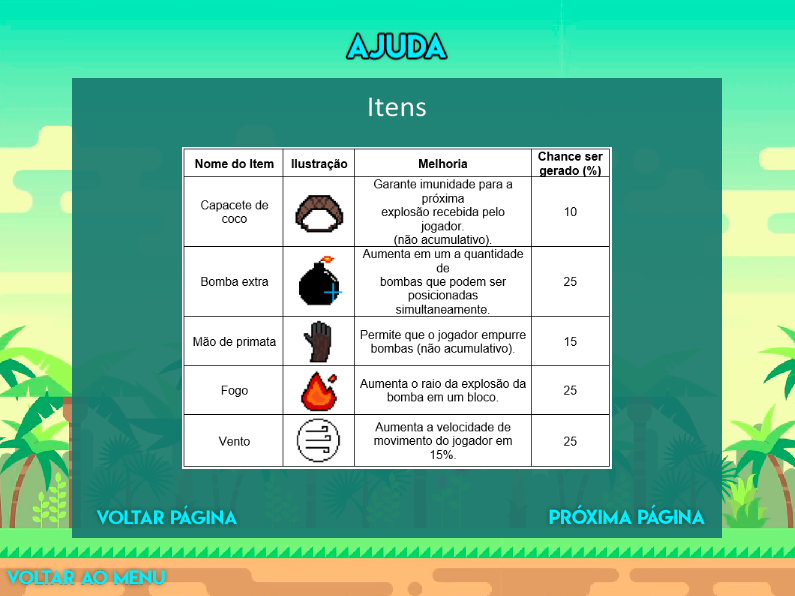 AJUDA
Itens
Nome do Item Ilustração Melhoria Chance ser
gerado (%)
Capacete de
coco
Garante imunidade para a
próxima
explosão recebida pelo
jogador.
(não acumulativo).
10
Bomba extra
Aumenta em um a quantidade
de
bombas que podem ser
posicionadas
simultaneamente.
25
Mão de primata
Permite que o jogador empurre
bombas (não acumulativo).
15
Fogo
Aumenta o raio da explosão da
bomba em um bloco.
25
Vento
Aumenta a velocidade de
movimento do jogador em
15%.
25
VOLTAR PÁGINA PRÓXIMA PÁGINA
VOLTAR AO MENU